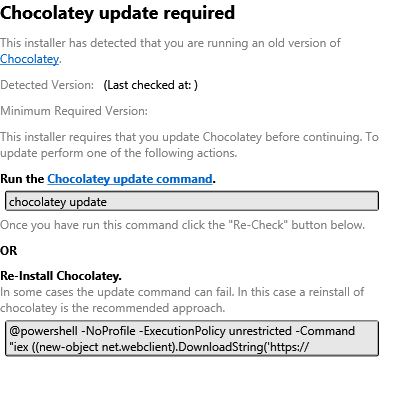 Chocolatey update required
This installer has detected that you are running an old version of
Chocolatey.
Detected Version: (Last checked at: )
Minimum Required Version:
This installer requires that you update Chocolatey before continuing. To
update perform one of the following actions.
Run the Chocolatey update command.
chocolatey update
Once you have run this command click the "Re-Check" button below.
OR
Re-Install Chocolatey.
In some cases the update command can fail. In this case a reinstall of
chocolatey is the recommended approach.
@powershell -NoProfile -ExecutionPolicy unrestricted -Command
"iex ((new-object net.webclient).DownloadString('https://